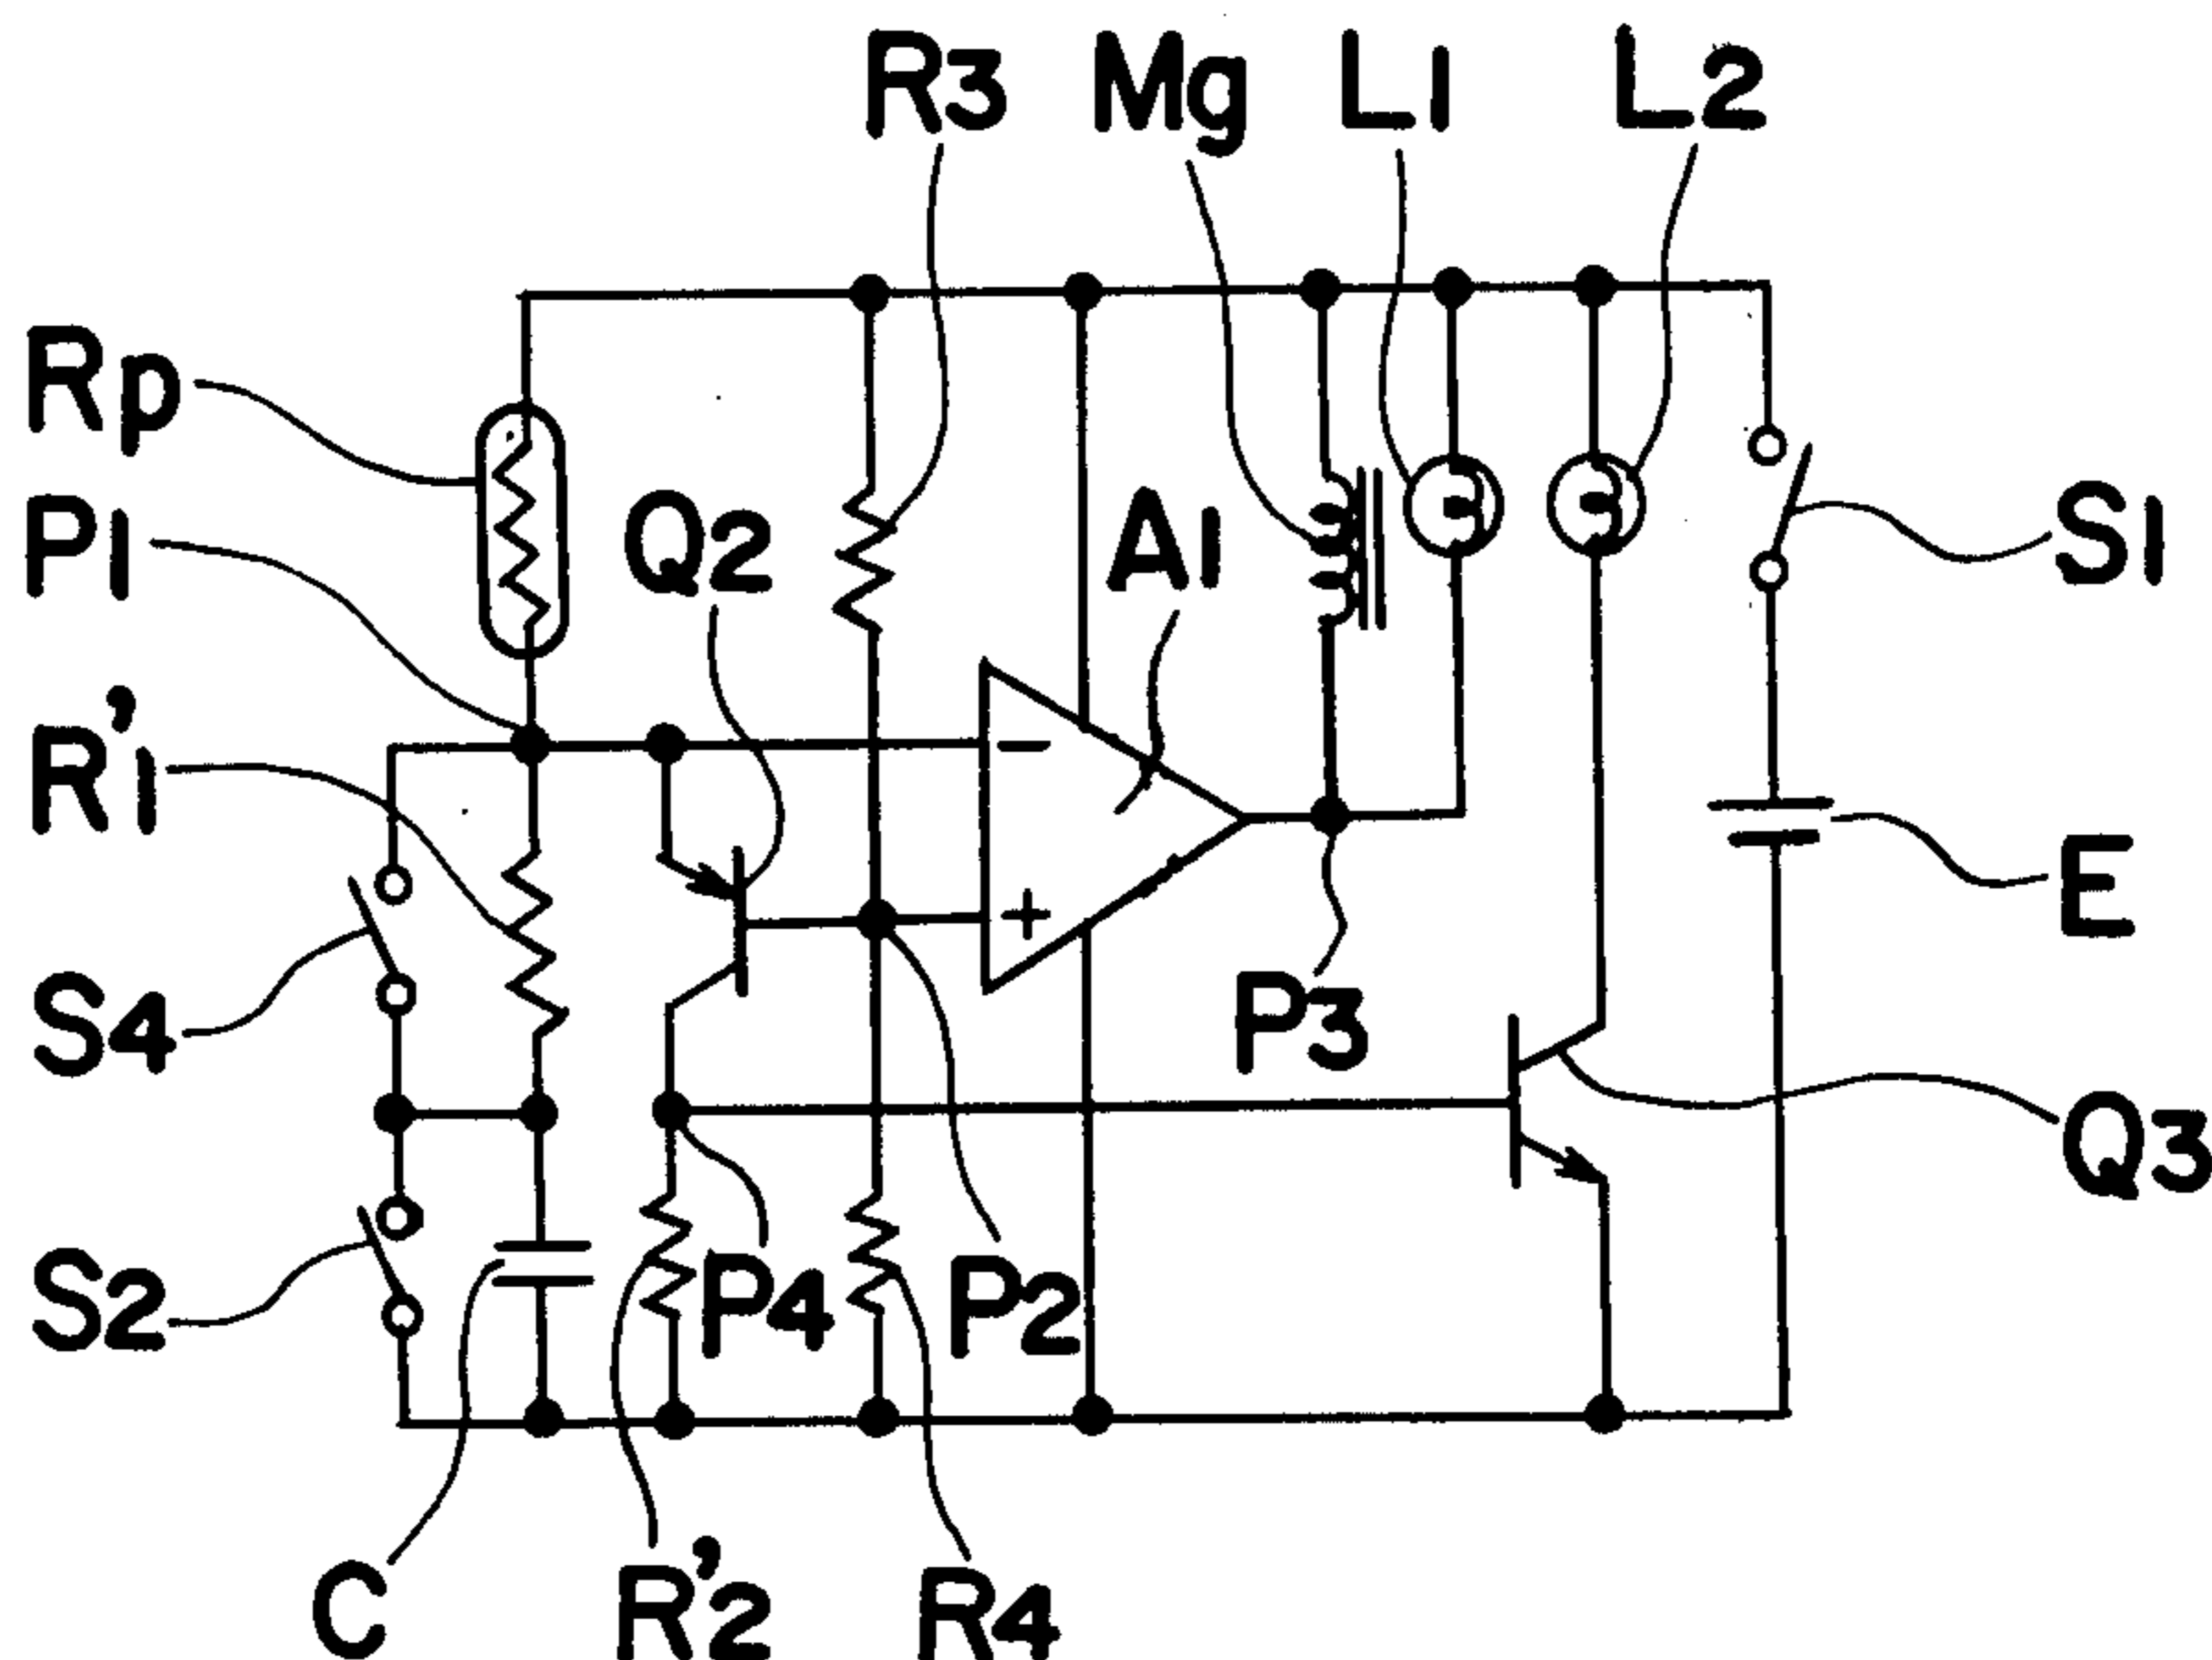 R3 Mg L1 L2
Rp
P1
Q2
A1
S1
R'1
−
E
+
S4
P3
Q3
S2
P4
P2
C
R'2
R4